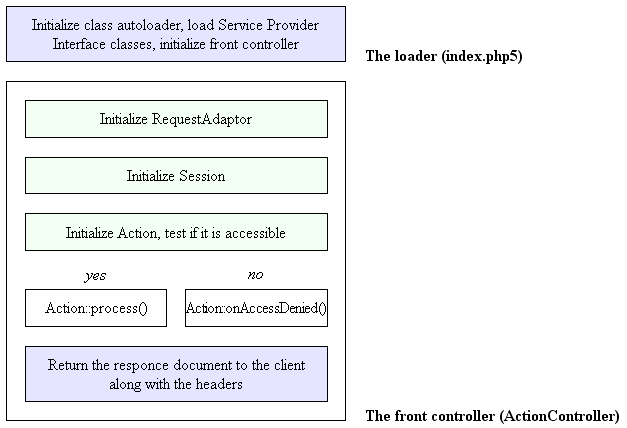 Initialize class autoloader, load Service Provider
Interface classes, initialize front controller
The loader (index.php5)
Initialize RequestAdaptor
Initialize Session
Initialize Action, test if it is accessible
yes
no
Action::process()
Action:onAccessDenied()
Return the responce document to the client
along with the headers
The front controller (ActionController)